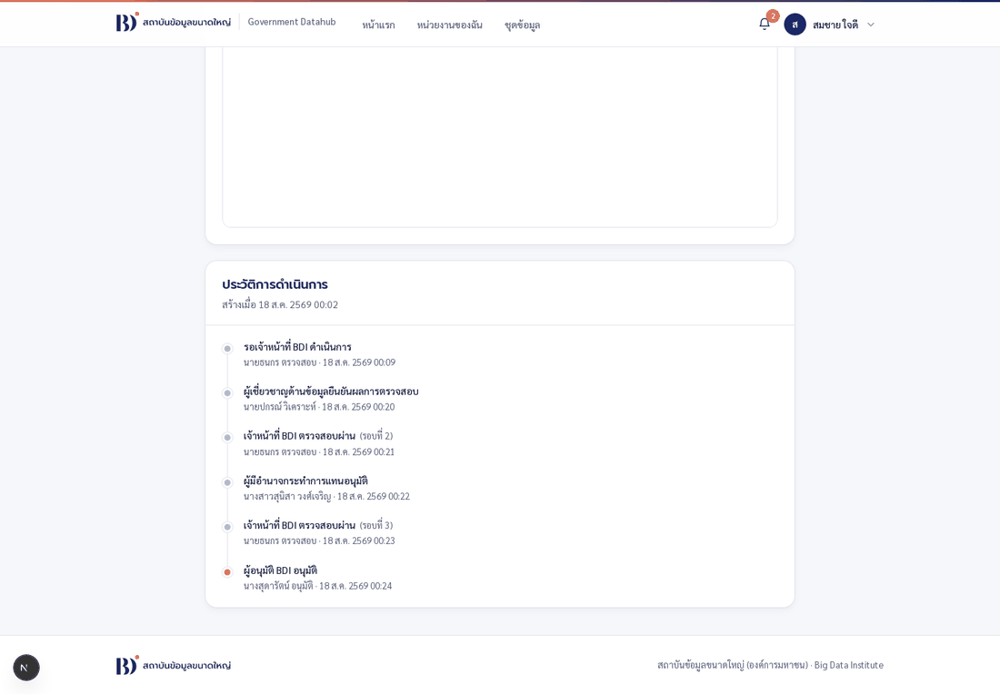 BD สถาบันข้อมูลขนาดใหญ่ Government Datahub หน้าแรก หน่วยงานของฉัน ชุดข้อมูล 2 ส สมชาย ใจดี
ประวัติการดำเนินการ
สร้างเมื่อ 18 ส.ค. 2569 00:02
รอเจ้าหน้าที่ BDI ดำเนินการ
นายธนกร ตรวจสอบ · 18 ส.ค. 2569 00:09
ผู้เชี่ยวชาญด้านข้อมูลยืนยันผลการตรวจสอบ
นายปกรณ์ วิเคราะห์ · 18 ส.ค. 2569 00:20
เจ้าหน้าที่ BDI ตรวจสอบผ่าน (รอบที่ 2)
นายธนกร ตรวจสอบ · 18 ส.ค. 2569 00:21
ผู้มีอำนาจกระทำการแทนอนุมัติ
นางสาวสุนิสา วงศ์เจริญ · 18 ส.ค. 2569 00:22
เจ้าหน้าที่ BDI ตรวจสอบผ่าน (รอบที่ 3)
นายธนกร ตรวจสอบ · 18 ส.ค. 2569 00:23
ผู้อนุมัติ BDI อนุมัติ
นางสุดารัตน์ อนุมัติ · 18 ส.ค. 2569 00:24
N BD สถาบันข้อมูลขนาดใหญ่ สถาบันข้อมูลขนาดใหญ่ (องค์การมหาชน) · Big Data Institute